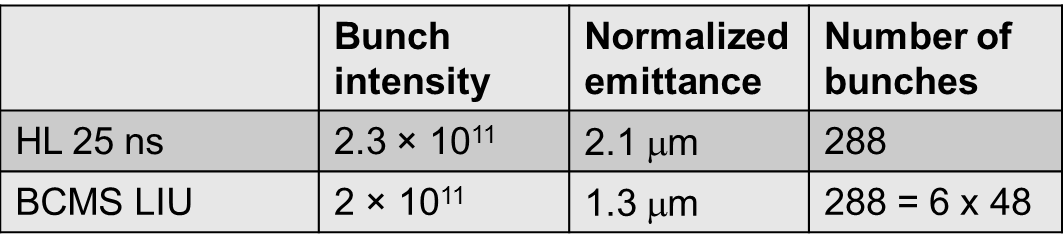 Bunch intensity Normalized emittance Number of bunches
HL 25 ns 2.3 × 10¹¹ 2.1 μm 288
BCMS LIU 2 × 10¹¹ 1.3 μm 288 = 6 x 48